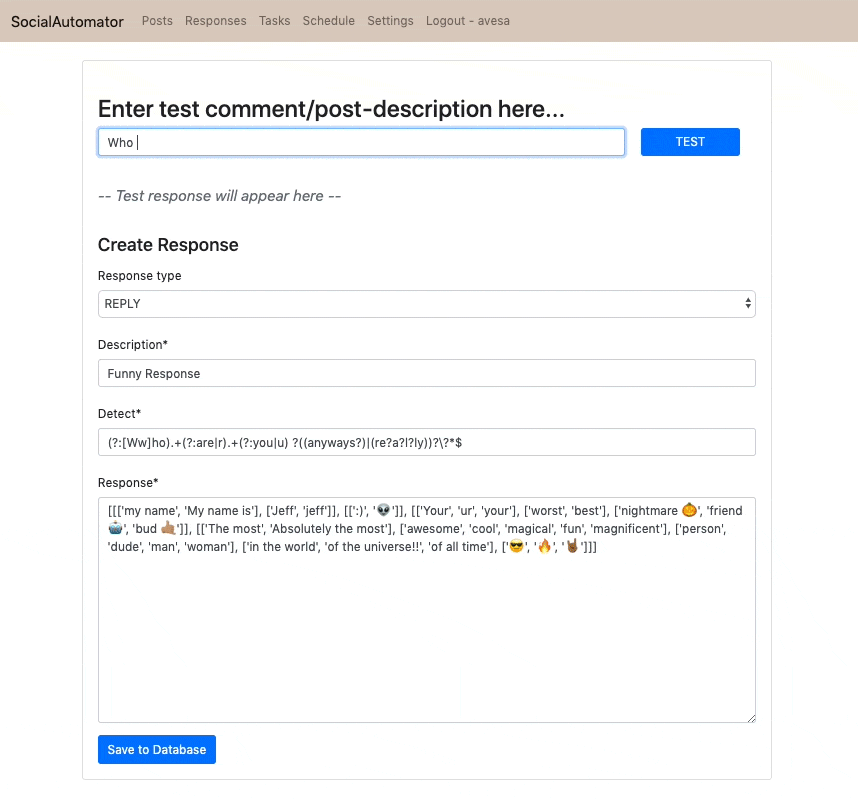 SocialAutomator Posts Responses Tasks Schedule Settings Logout - avesa
Enter test comment/post-description here...
Who
TEST
-- Test response will appear here --
Create Response
Response type
REPLY
Description*
Funny Response
Detect*
(?:[Ww]ho).+(?:are|r).+(?:you|u) ?((anyways?)|(re?a?l?ly))?\?*$
Response*
[[['my name', 'My name is'], ['Jeff', 'jeff']], [[':)', '👽']], [['Your', 'ur', 'your'], ['worst', 'best'], ['nightmare 🎃', 'friend
🤖', 'bud 🤙🏽']], [['The most', 'Absolutely the most'], ['awesome', 'cool', 'magical', 'fun', 'magnificent'], ['person',
'dude', 'man', 'woman'], ['in the world', 'of the universe!!', 'of all time'], ['😎', '🔥', '🤘🏾']]]
Save to Database